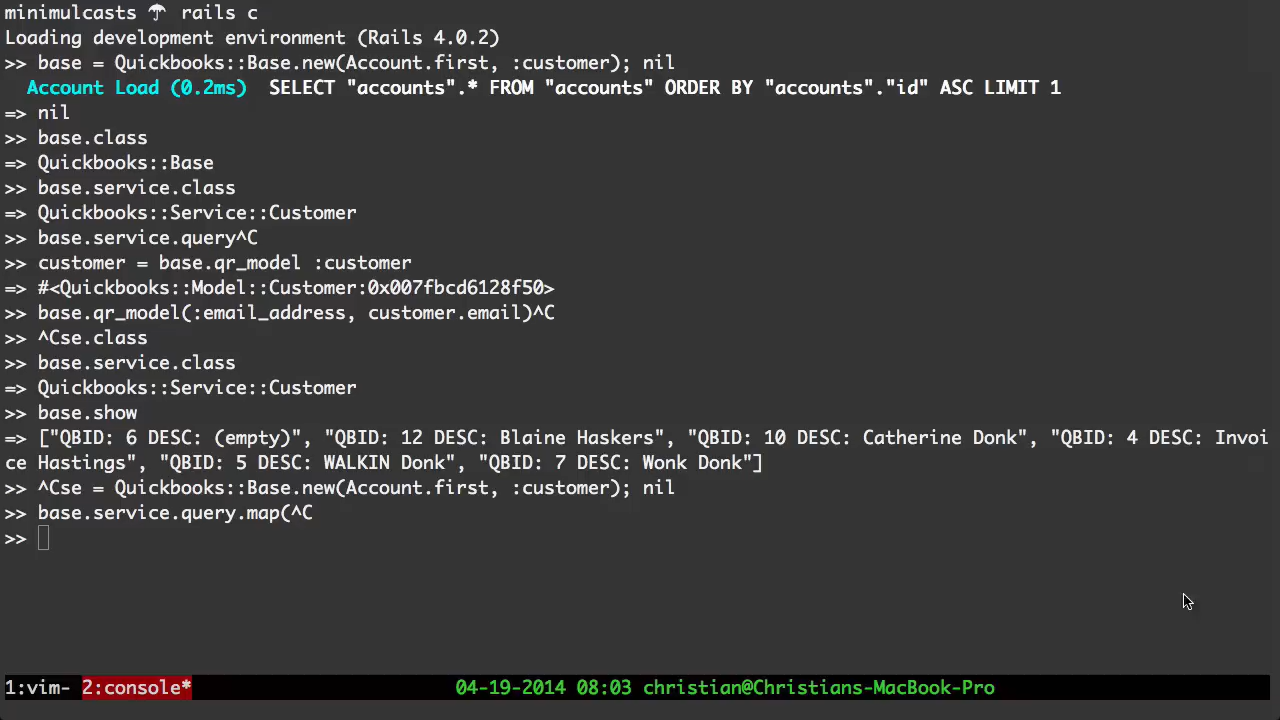 minimulcasts ☂ rails c
Loading development environment (Rails 4.0.2)
>> base = Quickbooks::Base.new(Account.first, :customer); nil
  Account Load (0.2ms)  SELECT "accounts".* FROM "accounts" ORDER BY "accounts"."id" ASC LIMIT 1
=> nil
>> base.class
=> Quickbooks::Base
>> base.service.class
=> Quickbooks::Service::Customer
>> base.service.query^C
>> customer = base.qr_model :customer
=> #<Quickbooks::Model::Customer:0x007fbcd6128f50>
>> base.qr_model(:email_address, customer.email)^C
>> ^Cse.class
>> base.service.class
=> Quickbooks::Service::Customer
>> base.show
=> ["QBID: 6 DESC: (empty)", "QBID: 12 DESC: Blaine Haskers", "QBID: 10 DESC: Catherine Donk", "QBID: 4 DESC: Invoi
ce Hastings", "QBID: 5 DESC: WALKIN Donk", "QBID: 7 DESC: Wonk Donk"]
>> ^Cse = Quickbooks::Base.new(Account.first, :customer); nil
>> base.service.query.map(^C
>>
1:vim- 2:console* 04-19-2014 08:03 christian@Christians-MacBook-Pro